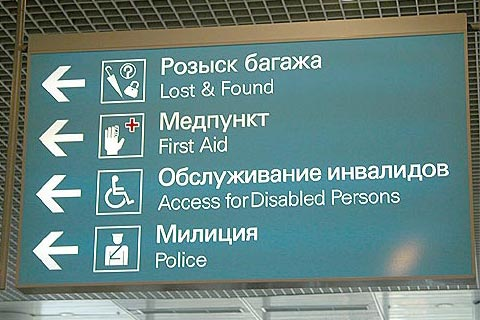 Розыск багажа
Lost & Found
Медпункт
First Aid
Обслуживание инвалидов
Access for Disabled Persons
Милиция
Police